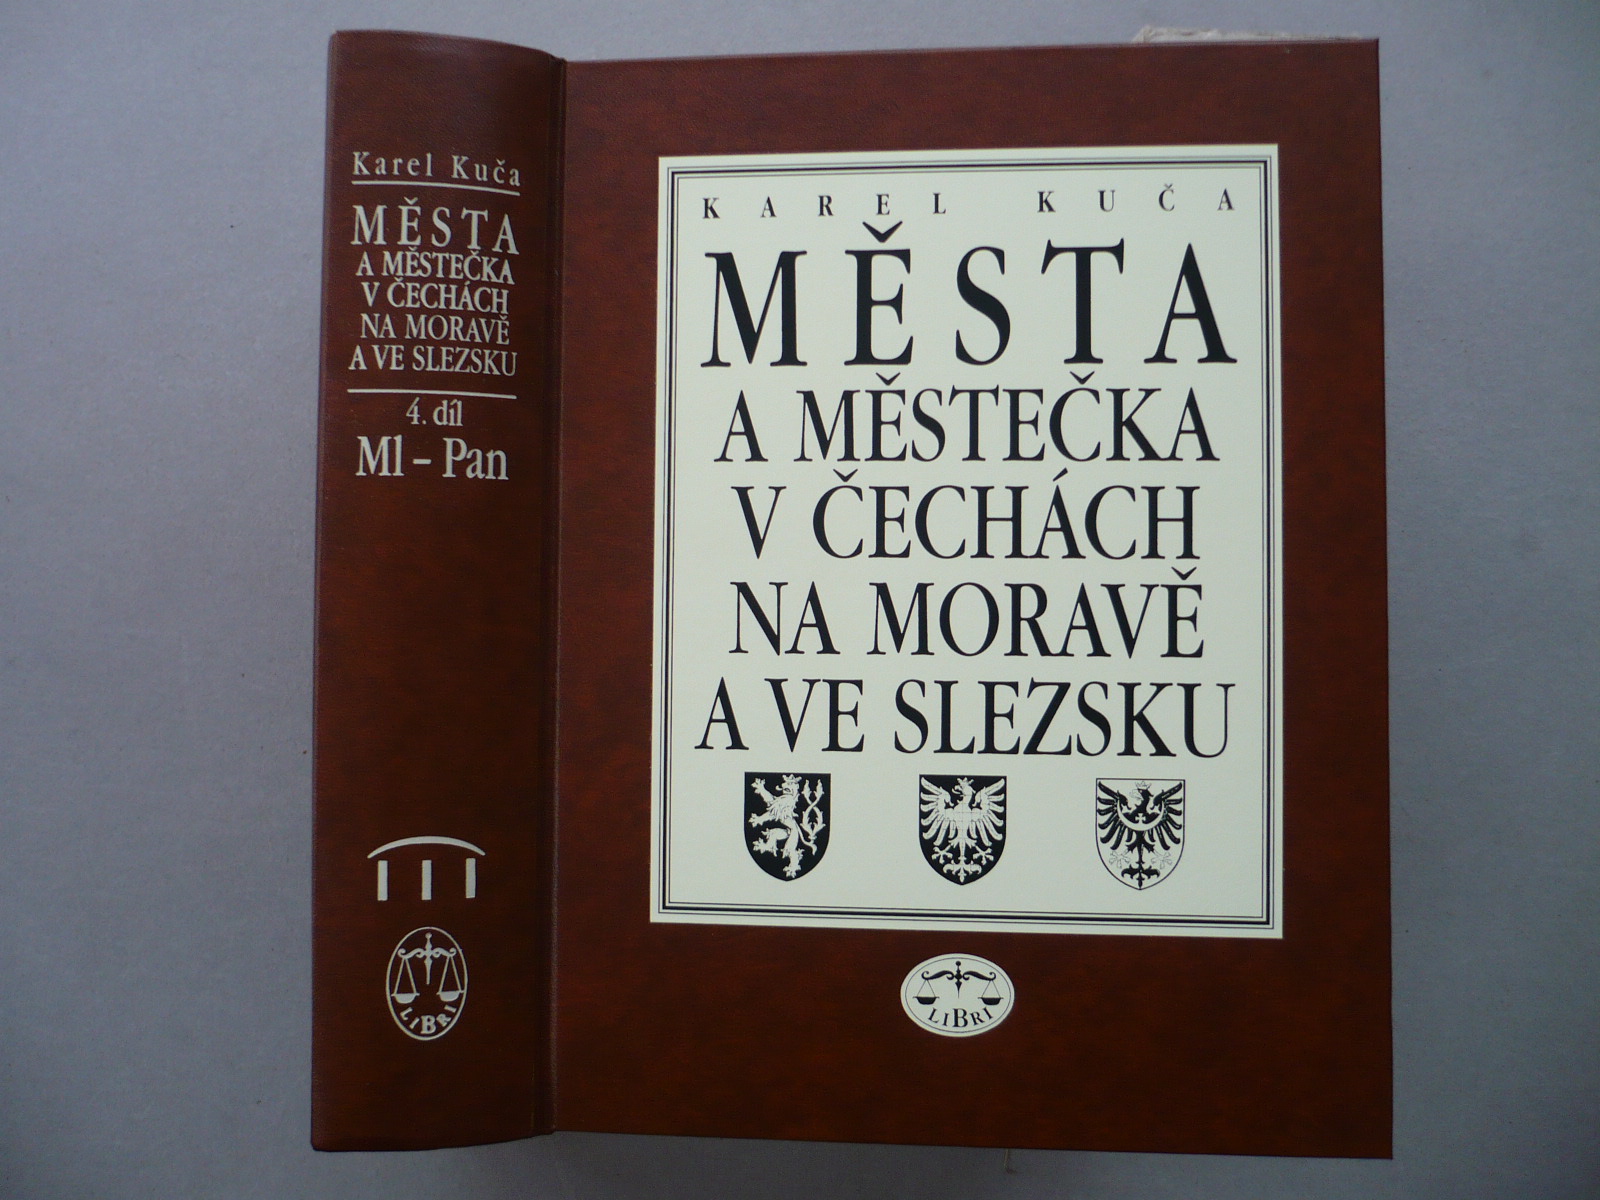 Karel Kuča
MĚSTA
A MĚSTEČKA
V ČECHÁCH
NA MORAVĚ
A VE SLEZSKU
4. díl
Ml – Pan
LIBRI
KAREL KUČA
MĚSTA
A MĚSTEČKA
V ČECHÁCH
NA MORAVĚ
A VE SLEZSKU
LIBRI